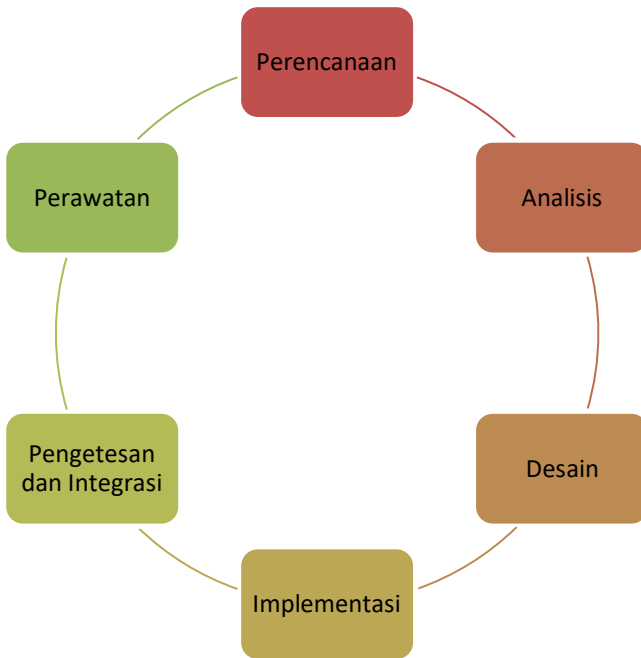 Perencanaan
Analisis
Desain
Implementasi
Pengetesan
dan Integrasi
Perawatan